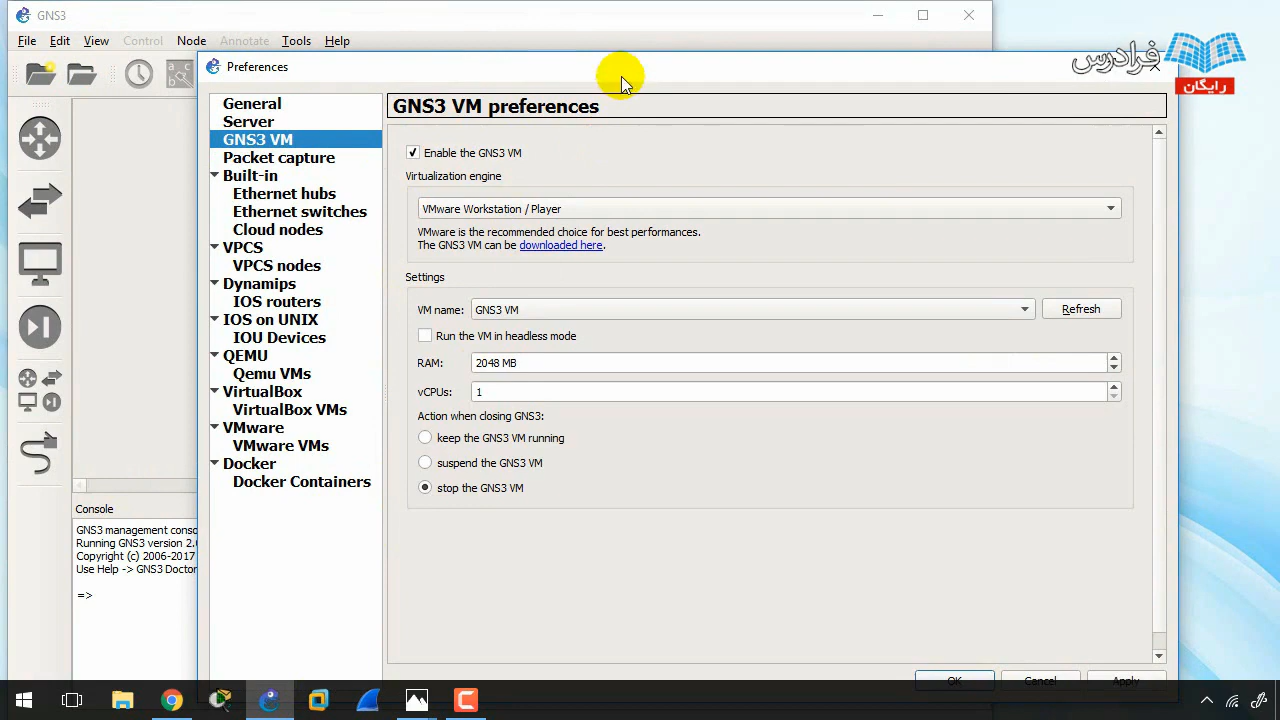 GNS3
File Edit View Control Node Annotate Tools Help
فرادرس
رایگان
Preferences
General
Server
GNS3 VM
Packet capture
Built-in
Ethernet hubs
Ethernet switches
Cloud nodes
VPCS
VPCS nodes
Dynamips
IOS routers
IOS on UNIX
IOU Devices
QEMU
Qemu VMs
VirtualBox
VirtualBox VMs
VMware
VMware VMs
Docker
Docker Containers
GNS3 VM preferences
Enable the GNS3 VM
Virtualization engine
VMware Workstation / Player
VMware is the recommended choice for best performances.
The GNS3 VM can be downloaded here.
Settings
VM name: GNS3 VM Refresh
Run the VM in headless mode
RAM: 2048 MB
vCPUs: 1
Action when closing GNS3:
keep the GNS3 VM running
suspend the GNS3 VM
stop the GNS3 VM
OK Cancel Apply
Console
GNS3 management conso
Running GNS3 version 2.
Copyright (c) 2006-2017
Use Help -> GNS3 Doctor
=>